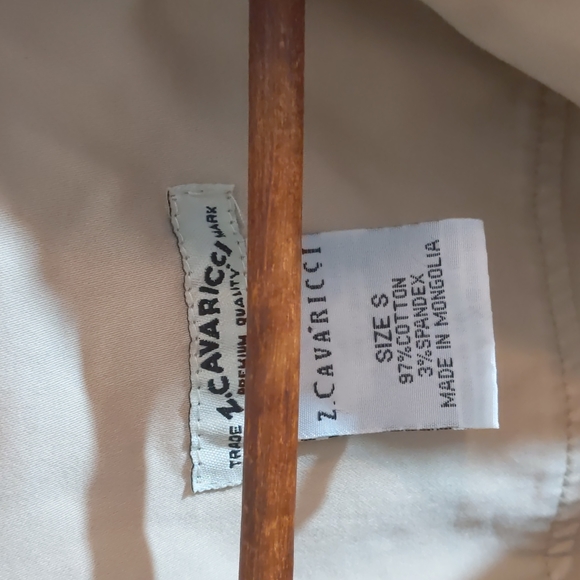 Z.CAVARICCI
TRADE MARK
PREMIUM QUALITY
Z.CAVARICCI
SIZE S
97%COTTON
3%SPANDEX
MADE IN MONGOLIA